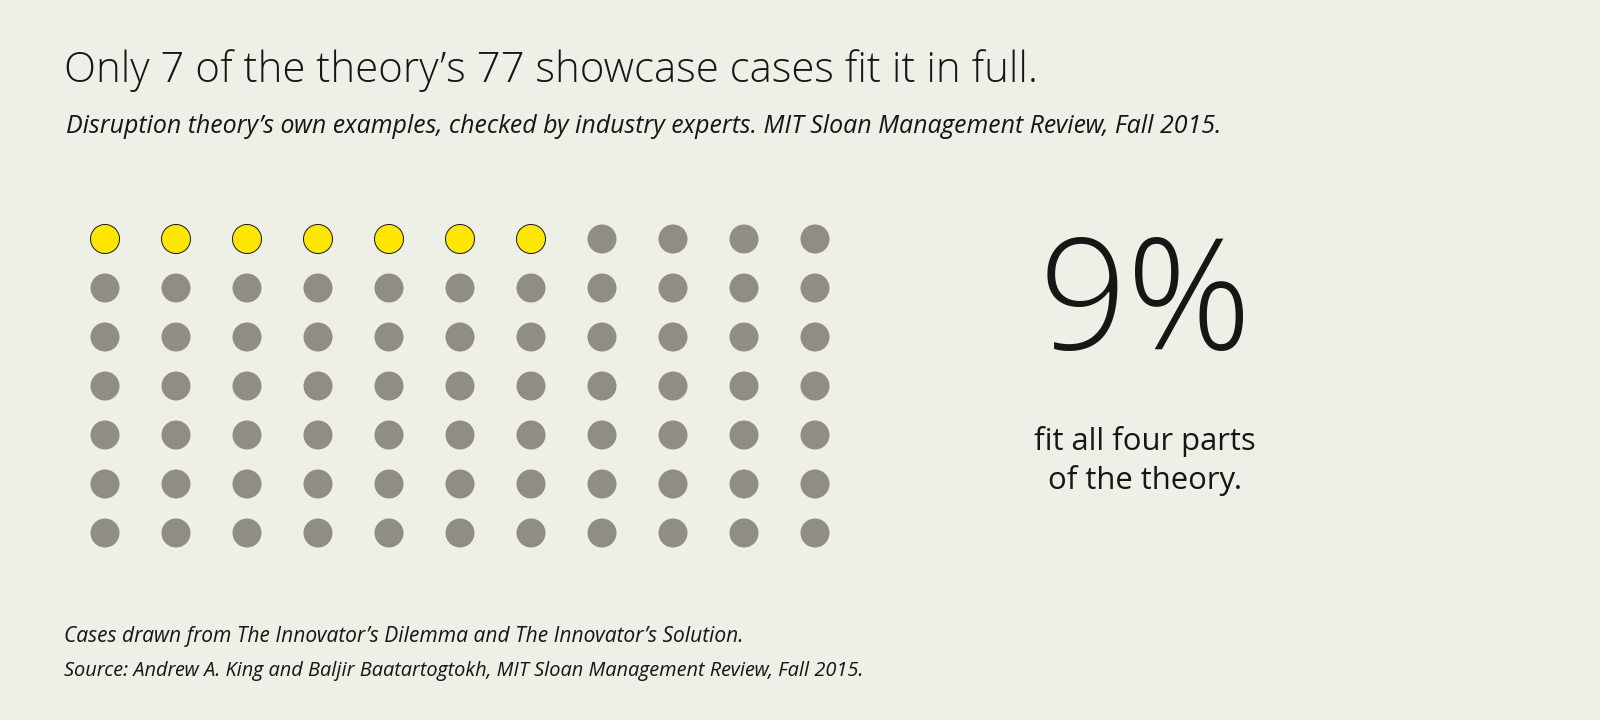 Only 7 of the theory’s 77 showcase cases fit it in full.
Disruption theory’s own examples, checked by industry experts. MIT Sloan Management Review, Fall 2015.
9%
fit all four parts
of the theory.
Cases drawn from The Innovator’s Dilemma and The Innovator’s Solution.
Source: Andrew A. King and Baljir Baatartogtokh, MIT Sloan Management Review, Fall 2015.